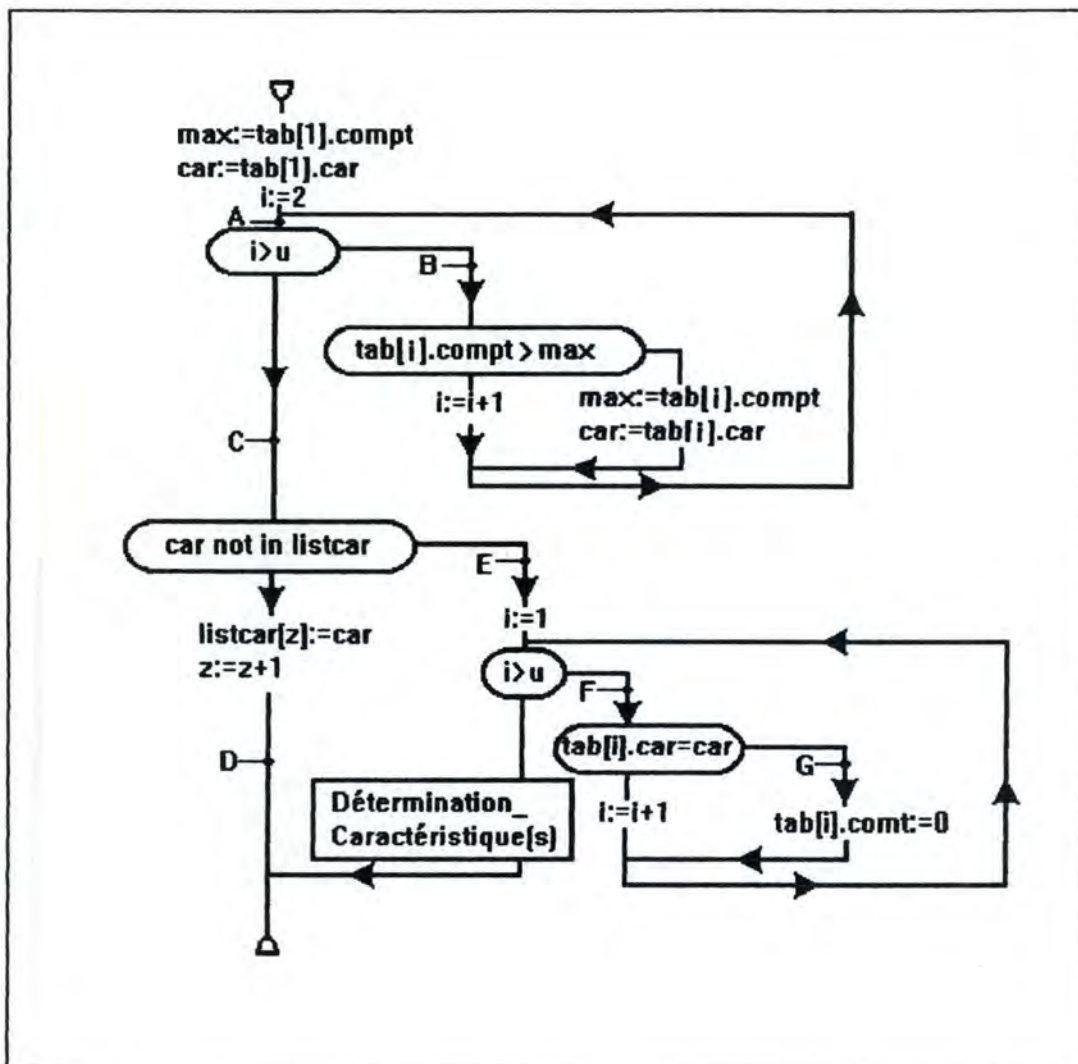 max:=tab[1].compt
car:=tab[1].car
i:=2
A
i>u
B
tab[i].compt>max
i:=i+1
max:=tab[i].compt
car:=tab[i].car
C
car not in listcar
E
listcar[z]:=car
z:=z+1
i:=1
i>u
F
tab[i].car=car
G
D
Détermination_
Caractéristique(s)
i:=i+1
tab[i].comt:=0